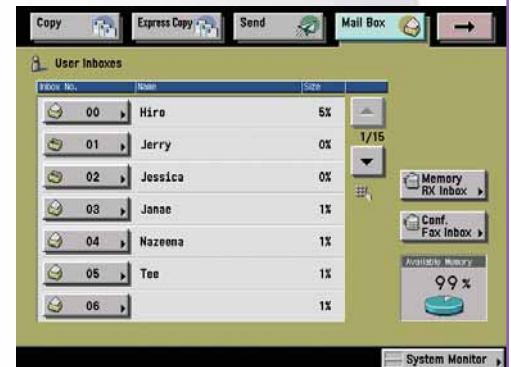 Copy
Express Copy
Send
Mail Box
User Inboxes
Inbox No. Name Size
00 Hiro 5%
01 Jerry 0%
02 Jessica 0%
03 Janae 1%
04 Nazeena 1%
05 Tee 1%
06 1%
1/15
Memory
RX Inbox
Conf.
Fax Inbox
Available Memory
99 %
System Monitor